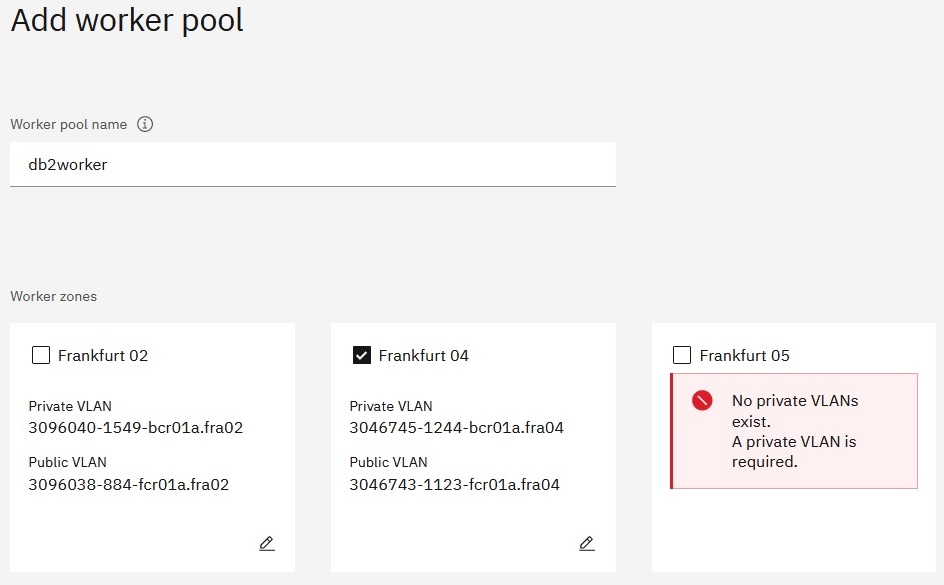 Add worker pool
Worker pool name
db2worker
Worker zones
Frankfurt 02
Private VLAN
3096040-1549-bcr01a.fra02
Public VLAN
3096038-884-fcr01a.fra02
Frankfurt 04
Private VLAN
3046745-1244-bcr01a.fra04
Public VLAN
3046743-1123-fcr01a.fra04
Frankfurt 05
No private VLANs
exist.
A private VLAN is
required.